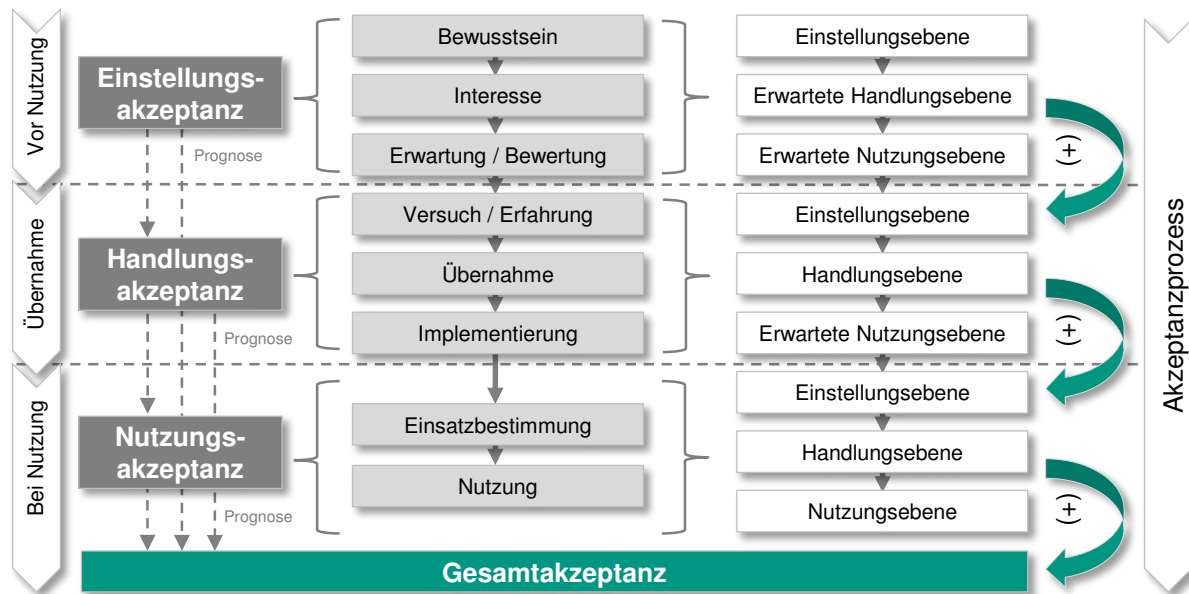 Vor Nutzung
Einstellungs-
akzeptanz
Prognose
Bewusstsein
Interesse
Erwartung / Bewertung
Einstellungsebene
Erwartete Handlungsebene
Erwartete Nutzungsebene
(+)
Übernahme
Handlungs-
akzeptanz
Prognose
Versuch / Erfahrung
Übernahme
Implementierung
Einstellungsebene
Handlungsebene
Erwartete Nutzungsebene
(+)
Bei Nutzung
Nutzungs-
akzeptanz
Prognose
Einsatzbestimmung
Nutzung
Einstellungsebene
Handlungsebene
Nutzungsebene
(+)
Gesamtakzeptanz
Akzeptanzprozess